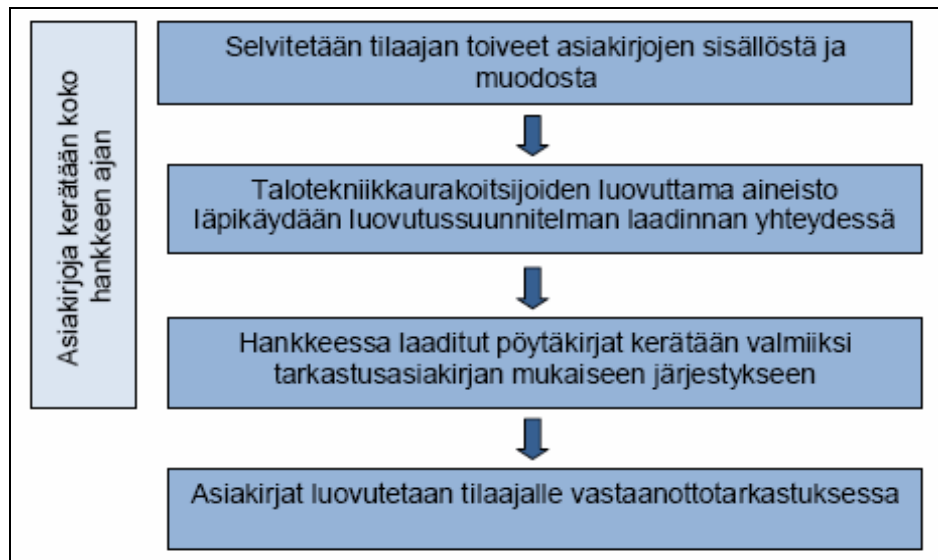 Asiakirjoja kerätään koko
hankkeen ajan
Selvitetään tilaajan toiveet asiakirjojen sisällöstä ja
muodosta
Talotekniikkaurakoitsijoiden luovuttama aineisto
läpikäydään luovutussuunnitelman laadinnan yhteydessä
Hankkeessa laaditut pöytäkirjat kerätään valmiiksi
tarkastusasiakirjan mukaiseen järjestykseen
Asiakirjat luovutetaan tilaajalle vastaanottotarkastuksessa